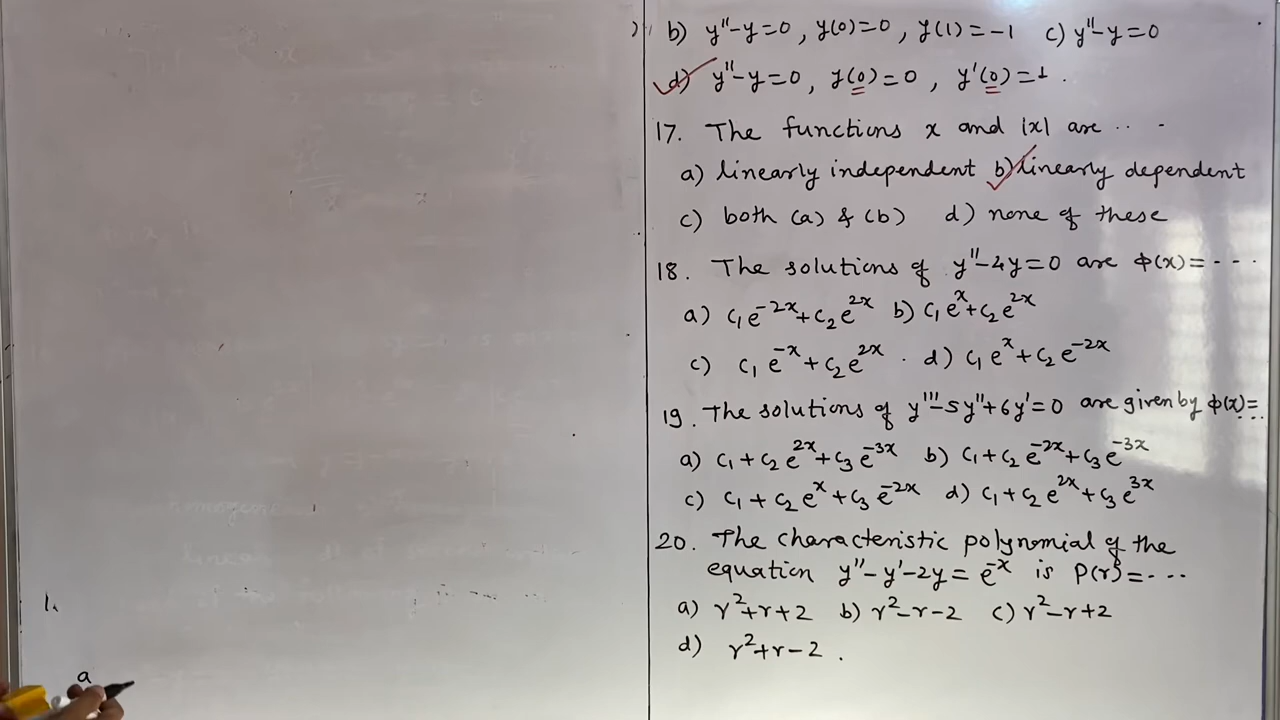 b) y''-y=0, y(0)=0, y(1)=-1 c) y''-y=0
d) y''-y=0, y(0)=0, y'(0)=1.
17. The functions x and |x| are ...
a) linearly independent b) linearly dependent
c) both (a) & (b) d) none of these
18. The solutions of y''-4y=0 are φ(x)=---
a) c₁e^{-2x}+c₂e^{2x} b) c₁e^{x}+c₂e^{2x}
c) c₁e^{-x}+c₂e^{2x}. d) c₁e^{x}+c₂e^{-2x}
19. The solutions of y'''-5y''+6y'=0 are given by φ(x)=...
a) c₁+c₂e^{2x}+c₃e^{-3x} b) c₁+c₂e^{-2x}+c₃e^{-3x}
c) c₁+c₂e^{x}+c₃e^{-2x} d) c₁+c₂e^{2x}+c₃e^{3x}
20. The characteristic polynomial of the
equation y''-y'-2y=e^{-x} is P(r)=---
a) r²+r+2 b) r²-r-2 c) r²-r+2
d) r²+r-2.
1.
a